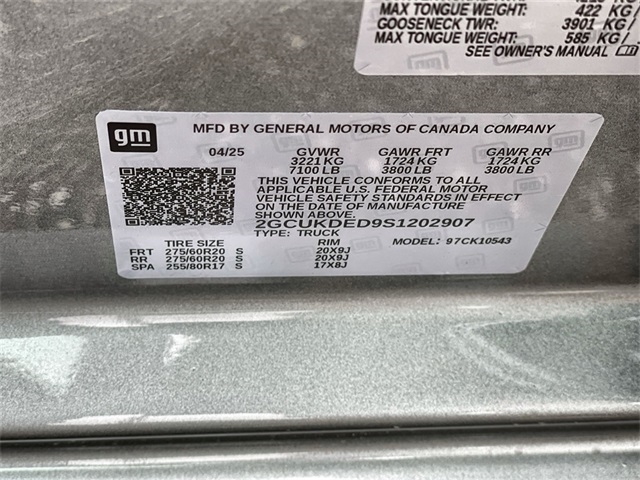 MAX TONGUE WEIGHT: 422 KG
GOOSENECK TWR: 3901 KG/
MAX TONGUE WEIGHT: 585 KG/
SEE OWNER'S MANUAL
gm
MFD BY GENERAL MOTORS OF CANADA COMPANY
04/25 GVWR GAWR FRT GAWR RR
3221 KG 1724 KG 1724 KG
7100 LB 3800 LB 3800 LB
THIS VEHICLE CONFORMS TO ALL
APPLICABLE U.S. FEDERAL MOTOR
VEHICLE SAFETY STANDARDS IN EFFECT
ON THE DATE OF MANUFACTURE
2GCUKDED9S1202907
TYPE: TRUCK MODEL: 97CK10543
TIRE SIZE RIM
FRT 275/60R20 S 20X9J
RR 275/60R20 S 20X9J
SPA 255/80R17 S 17X8J